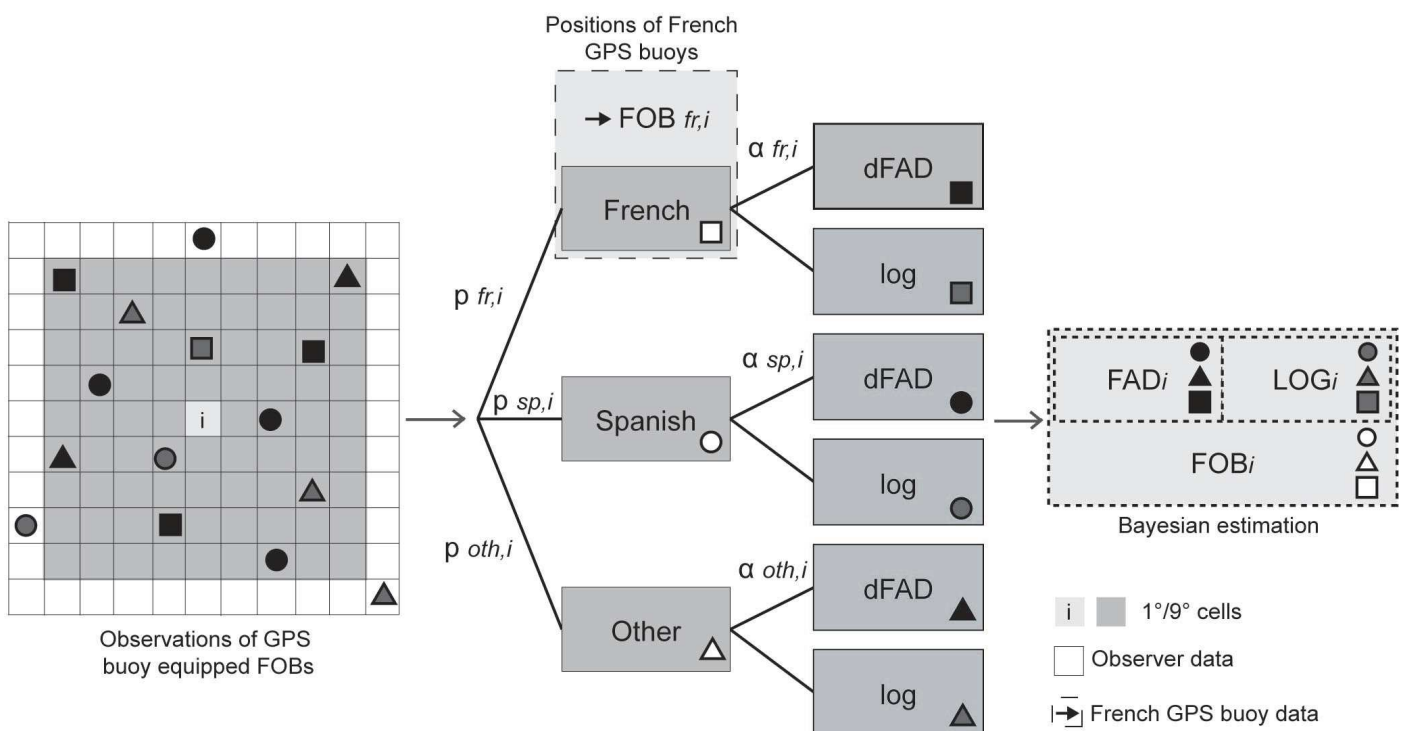 Positions of French
GPS buoys
→ FOB fr,i
α fr,i
dFAD
French
log
p fr,i
α sp,i
dFAD
i
p sp,i
Spanish
log
FADi
LOGi
FOBi
Bayesian estimation
p oth,i
α oth,i
dFAD
Other
log
Observations of GPS
buoy equipped FOBs
i 1°/9° cells
Observer data
French GPS buoy data